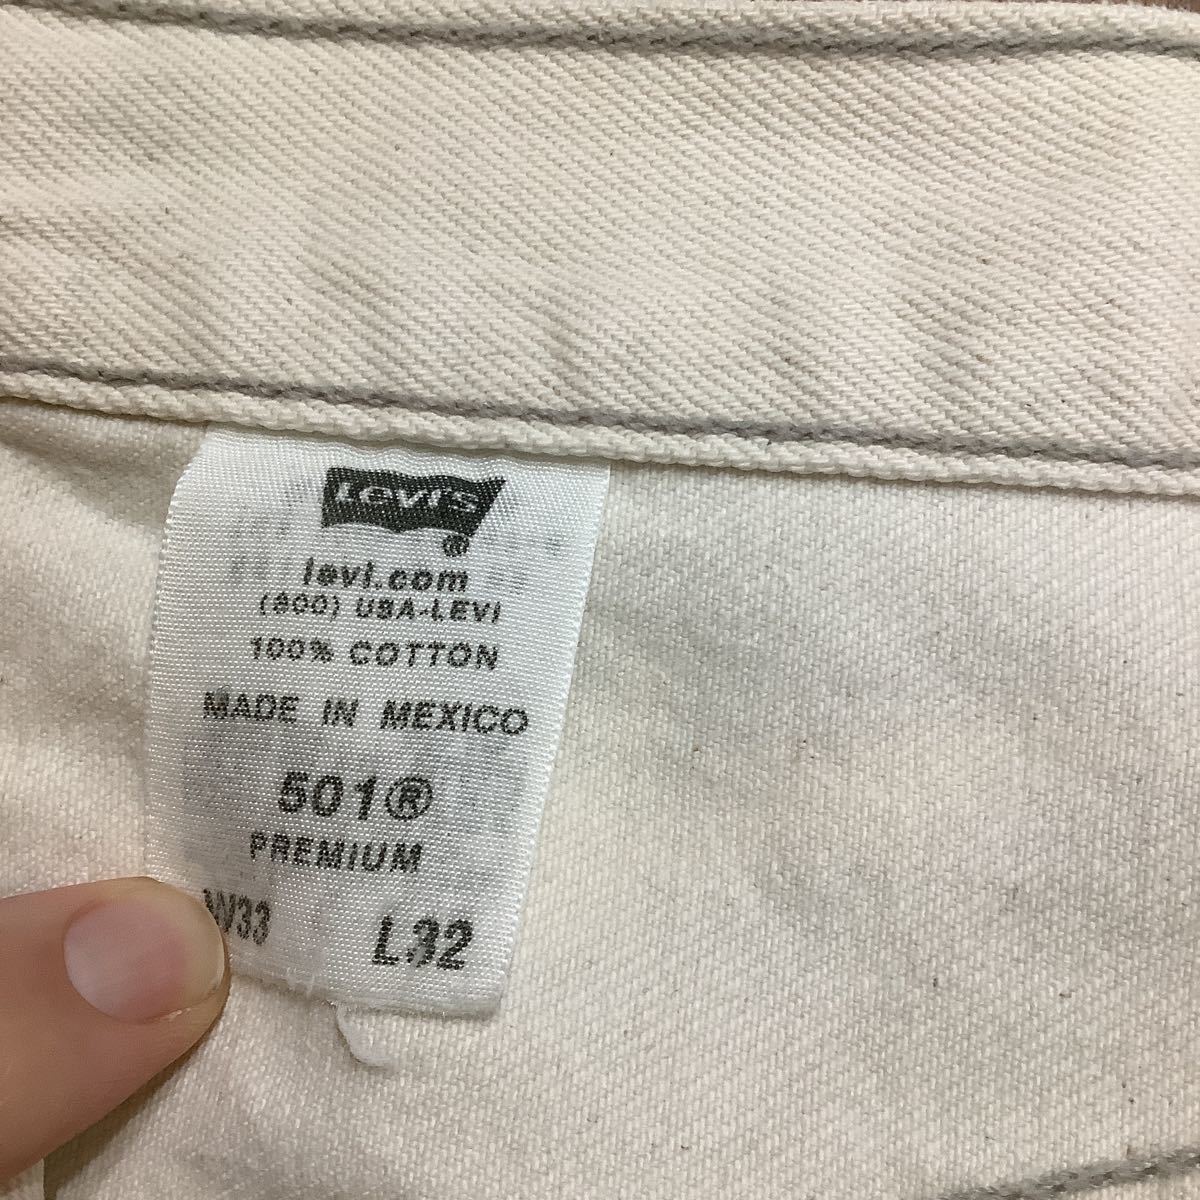 Levi's
®
levi.com
(800) USA-LEVI
100% COTTON
MADE IN MEXICO
501®
PREMIUM
W33 L32